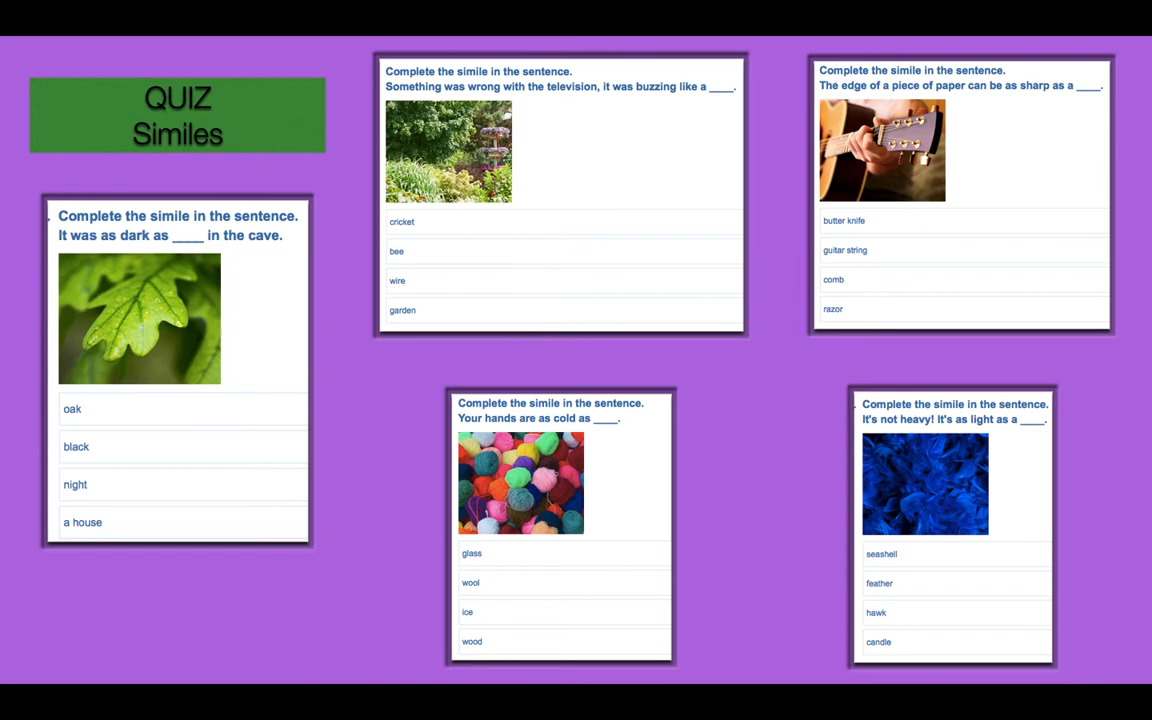 QUIZ
Similes
. Complete the simile in the sentence.
It was as dark as ____ in the cave.
oak
black
night
a house
Complete the simile in the sentence.
Something was wrong with the television, it was buzzing like a ____.
cricket
bee
wire
garden
Complete the simile in the sentence.
The edge of a piece of paper can be as sharp as a ____.
butter knife
guitar string
comb
razor
Complete the simile in the sentence.
Your hands are as cold as ____.
glass
wool
ice
wood
. Complete the simile in the sentence.
It's not heavy! It's as light as a ____.
seashell
feather
hawk
candle